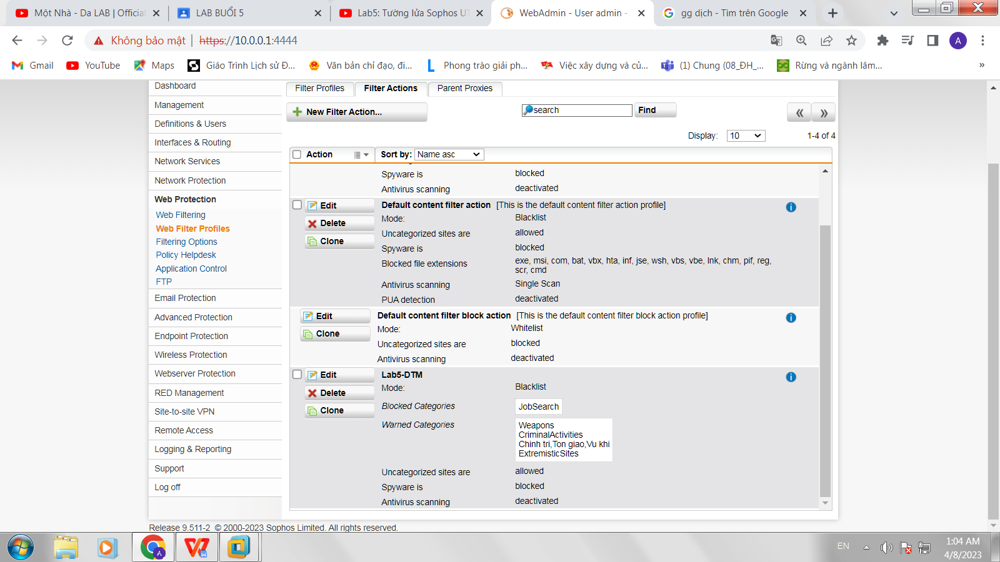 Một Nhà - Da LAB | Official
LAB BUỔI 5
Lab5: Tường lửa Sophos UT
WebAdmin - User admin -
gg dịch - Tìm trên Google
Không bảo mật | https://10.0.0.1:4444
A
Gmail
YouTube
Maps
Giáo Trình Lịch sử Đ...
Văn bản chỉ đạo, đi...
Phong trào giải ph...
Việc xây dựng và củ...
(1) Chung (08_ĐH_...
Rừng và ngành lâm...
»
Dashboard
Management
Definitions & Users
Interfaces & Routing
Network Services
Network Protection
Web Protection
Web Filtering
Web Filter Profiles
Filtering Options
Policy Helpdesk
Application Control
FTP
Email Protection
Advanced Protection
Endpoint Protection
Wireless Protection
Webserver Protection
RED Management
Site-to-site VPN
Remote Access
Logging & Reporting
Support
Log off
Filter Profiles
Filter Actions
Parent Proxies
New Filter Action...
search
Find
« »
Display: 10 1-4 of 4
Action
Sort by: Name asc
Spyware is blocked
Antivirus scanning deactivated
Edit
Delete
Clone
Default content filter action [This is the default content filter action profile]
Mode: Blacklist
Uncategorized sites are allowed
Spyware is blocked
Blocked file extensions exe, msi, com, bat, vbx, hta, inf, jse, wsh, vbs, vbe, lnk, chm, pif, reg,
scr, cmd
Antivirus scanning Single Scan
PUA detection deactivated
Edit
Clone
Default content filter block action [This is the default content filter block action profile]
Mode: Whitelist
Uncategorized sites are blocked
Antivirus scanning deactivated
Edit
Delete
Clone
Lab5-DTM
Mode: Blacklist
Blocked Categories JobSearch
Warned Categories Weapons
CriminalActivities
Chinh tri,Ton giao,Vu khi
ExtremisticSites
Uncategorized sites are allowed
Spyware is blocked
Antivirus scanning deactivated
Release 9.511-2 © 2000-2023 Sophos Limited. All rights reserved.
EN
1:04 AM
4/8/2023